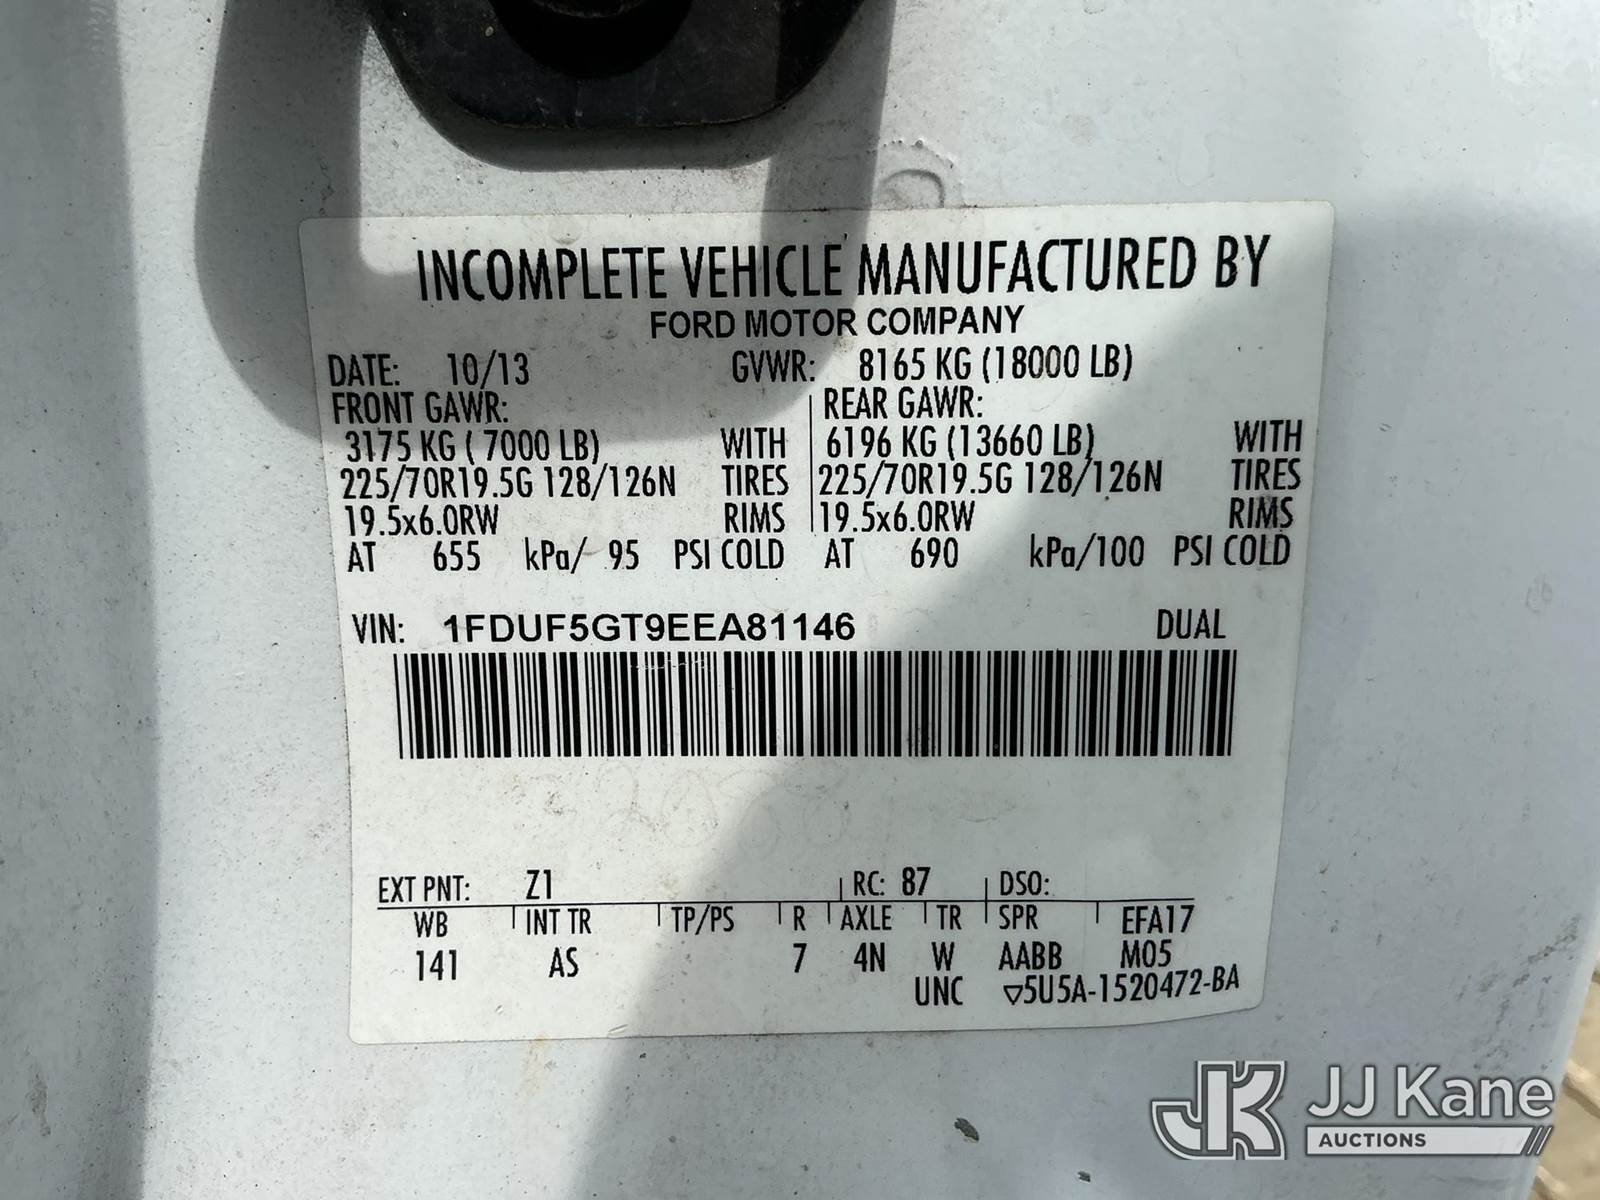 INCOMPLETE VEHICLE MANUFACTURED BY
FORD MOTOR COMPANY
DATE: 10/13 GVWR: 8165 KG (18000 LB)
FRONT GAWR: REAR GAWR:
3175 KG ( 7000 LB) WITH 6196 KG (13660 LB) WITH
225/70R19.5G 128/126N TIRES 225/70R19.5G 128/126N TIRES
19.5x6.0RW RIMS 19.5x6.0RW RIMS
AT 655 kPa/ 95 PSI COLD AT 690 kPa/100 PSI COLD
VIN: 1FDUF5GT9EEA81146 DUAL
EXT PNT: Z1 RC: 87 DSO:
WB INT TR TP/PS R AXLE TR SPR EFA17
141 AS 7 4N W AABB M05
UNC ▽5U5A-1520472-BA
JK JJ Kane
AUCTIONS